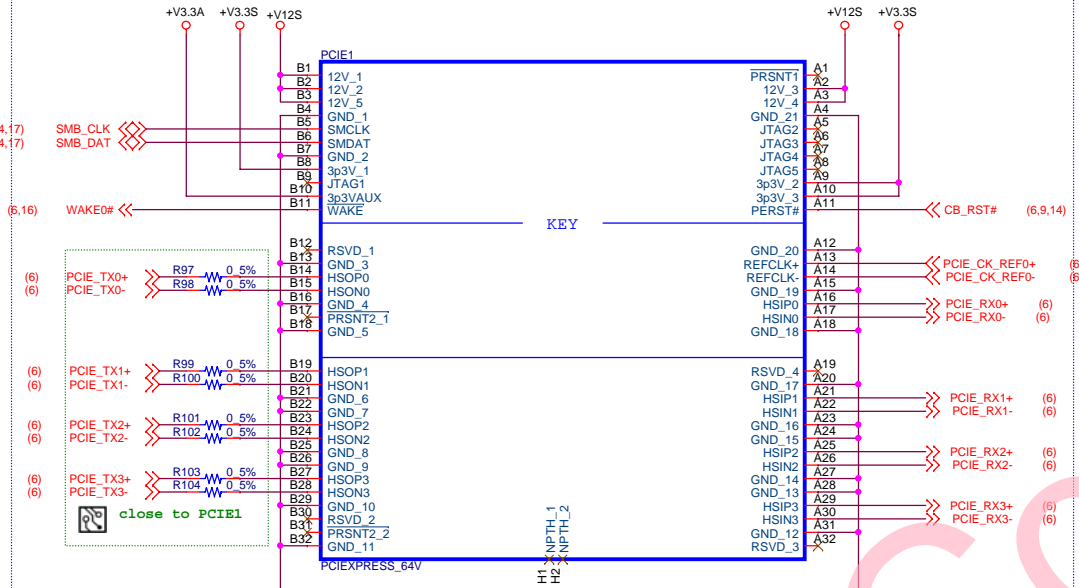 +V3.3A +V3.3S +V12S +V12S +V3.3S
PCIE1
B1 12V_1 PRSNT1 A1
B2 12V_2 12V_3 A2
B3 12V_5 12V_4 A3
B4 GND_1 GND_21 A4
SMB_CLK B5 SMCLK JTAG2 A5
SMB_DAT B6 SMDAT JTAG3 A6
B7 GND_2 JTAG4 A7
B8 3p3V_1 JTAG5 A8
B9 JTAG1 3p3V_2 A9
B10 3p3VAUX 3p3V_3 A10
(6,16) WAKE0# B11 WAKE PERST# A11 CB_RST# (6,9,14)
KEY
B12 RSVD_1 GND_20 A12
B13 GND_3 REFCLK+ A13 PCIE_CK_REF0+
(6) PCIE_TX0+ R97 0_5% B14 HSOP0 REFCLK- A14 PCIE_CK_REF0-
(6) PCIE_TX0- R98 B15 HSON0 GND_19 A15
B16 GND_4 HSIP0 A16 PCIE_RX0+ (6)
B17 PRSNT2_1 HSIN0 A17 PCIE_RX0- (6)
B18 GND_5 GND_18 A18
(6) PCIE_TX1+ R99 0_5% B19 HSOP1 RSVD_4 A19
(6) PCIE_TX1- R100 0_5% B20 HSON1 GND_17 A20
B21 GND_6 HSIP1 A21 PCIE_RX1+ (6)
B22 GND_7 HSIN1 A22 PCIE_RX1- (6)
(6) PCIE_TX2+ R101 0_5% B23 HSOP2 GND_16 A23
(6) PCIE_TX2- R102 0_5% B24 HSON2 GND_15 A24
B25 GND_8 HSIP2 A25 PCIE_RX2+ (6)
B26 GND_9 HSIN2 A26 PCIE_RX2- (6)
(6) PCIE_TX3+ R103 0_5% B27 HSOP3 GND_14 A27
(6) PCIE_TX3- R104 0_5% B28 HSON3 GND_13 A28
B29 GND_10 HSIP3 A29 PCIE_RX3+ (6)
close to PCIE1 B30 RSVD_2 HSIN3 A30 PCIE_RX3- (6)
B31 PRSNT2_2 GND_12 A31
B32 GND_11 RSVD_3 A32
NPTH_1
NPTH_2
H1
H2
PCIEXPRESS_64V